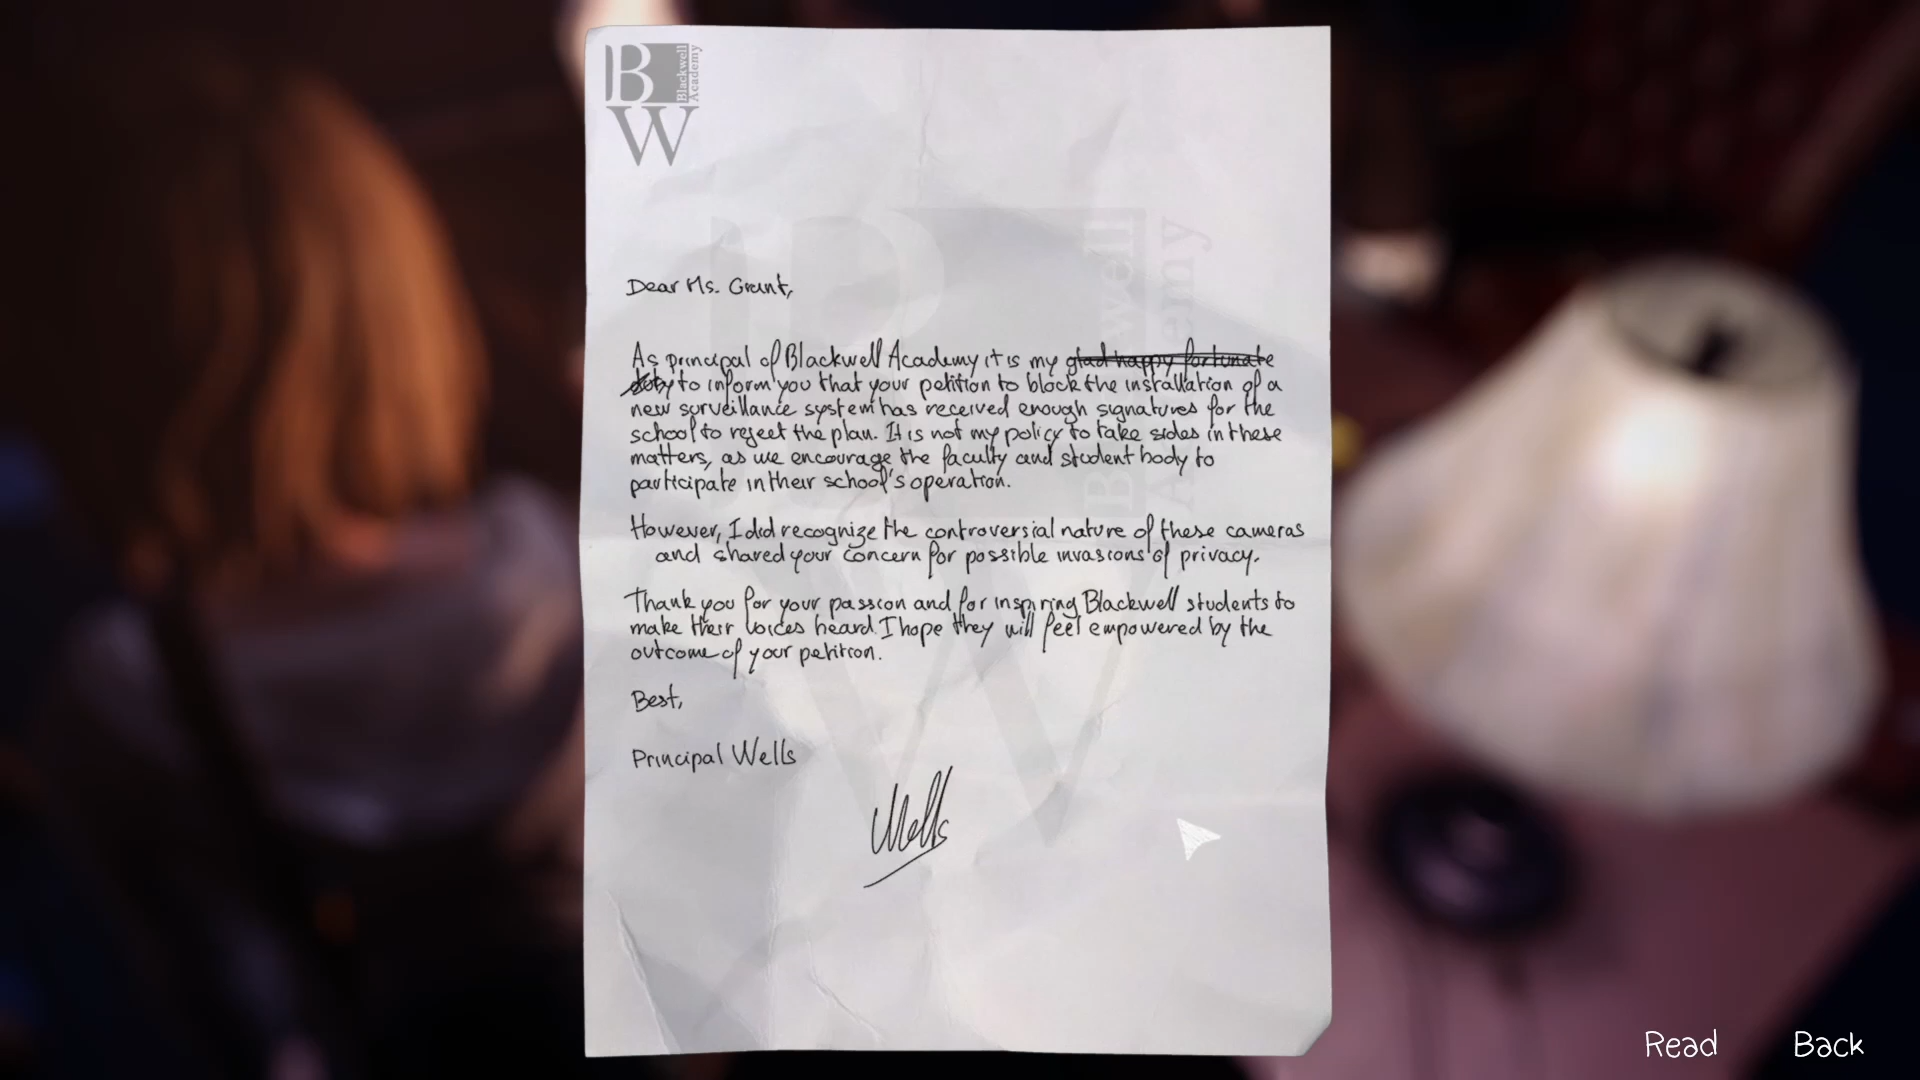 B
Blackwell
Academy
W
Blackwell
Academy
Dear Ms. Grant,
As principal of Blackwell Academy it is my glad happy fortunate
duty to inform you that your petition to block the installation of a
new surveillance system has received enough signatures for the
school to reject the plan. It is not my policy to take sides in these
matters, as we encourage the faculty and student body to
participate in their school's operation.
However, I did recognize the controversial nature of these cameras
and shared your concern for possible invasions of privacy.
Thank you for your passion and for inspiring Blackwell students to
make their voices heard. I hope they will feel empowered by the
outcome of your petition.
Best,
Principal Wells
Wells
Read Back